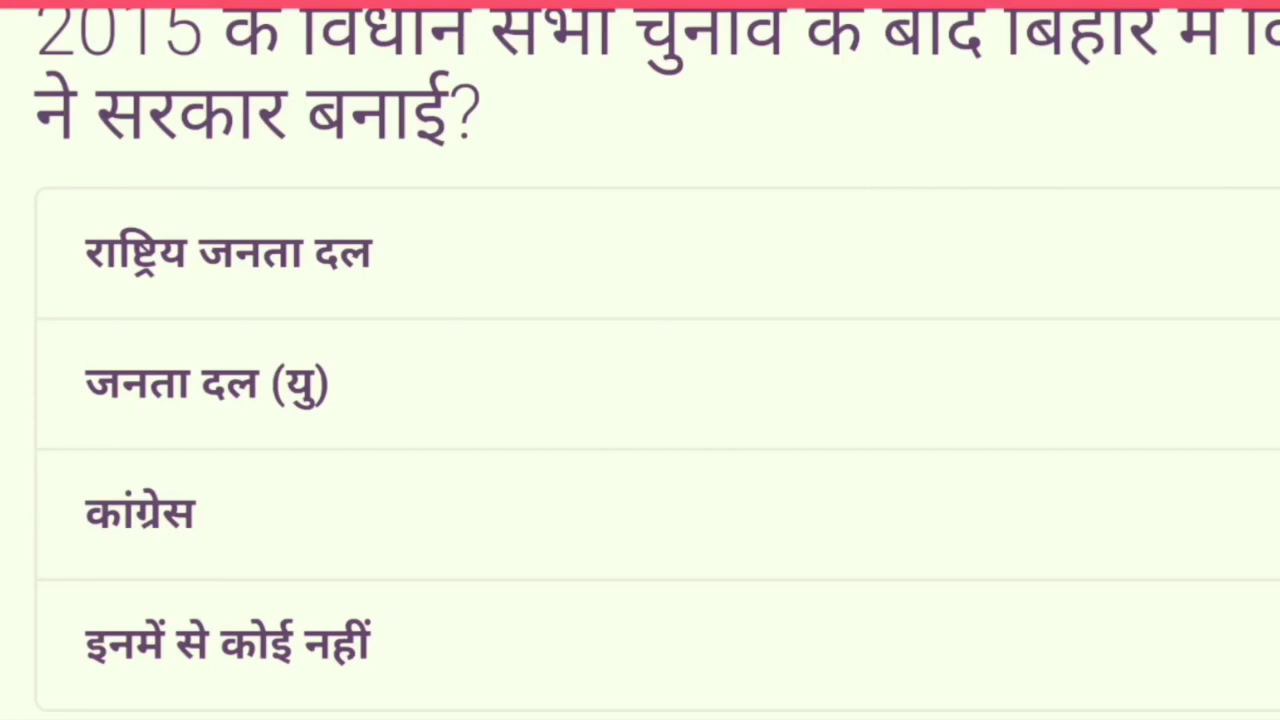 2015 के विधान सभा चुनाव के बाद बिहार में
ने सरकार बनाई?
राष्ट्रिय जनता दल
जनता दल (यु)
कांग्रेस
इनमें से कोई नहीं